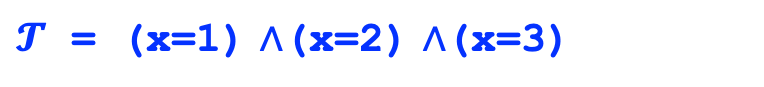 𝒯 = (x=1) ∧(x=2) ∧(x=3)